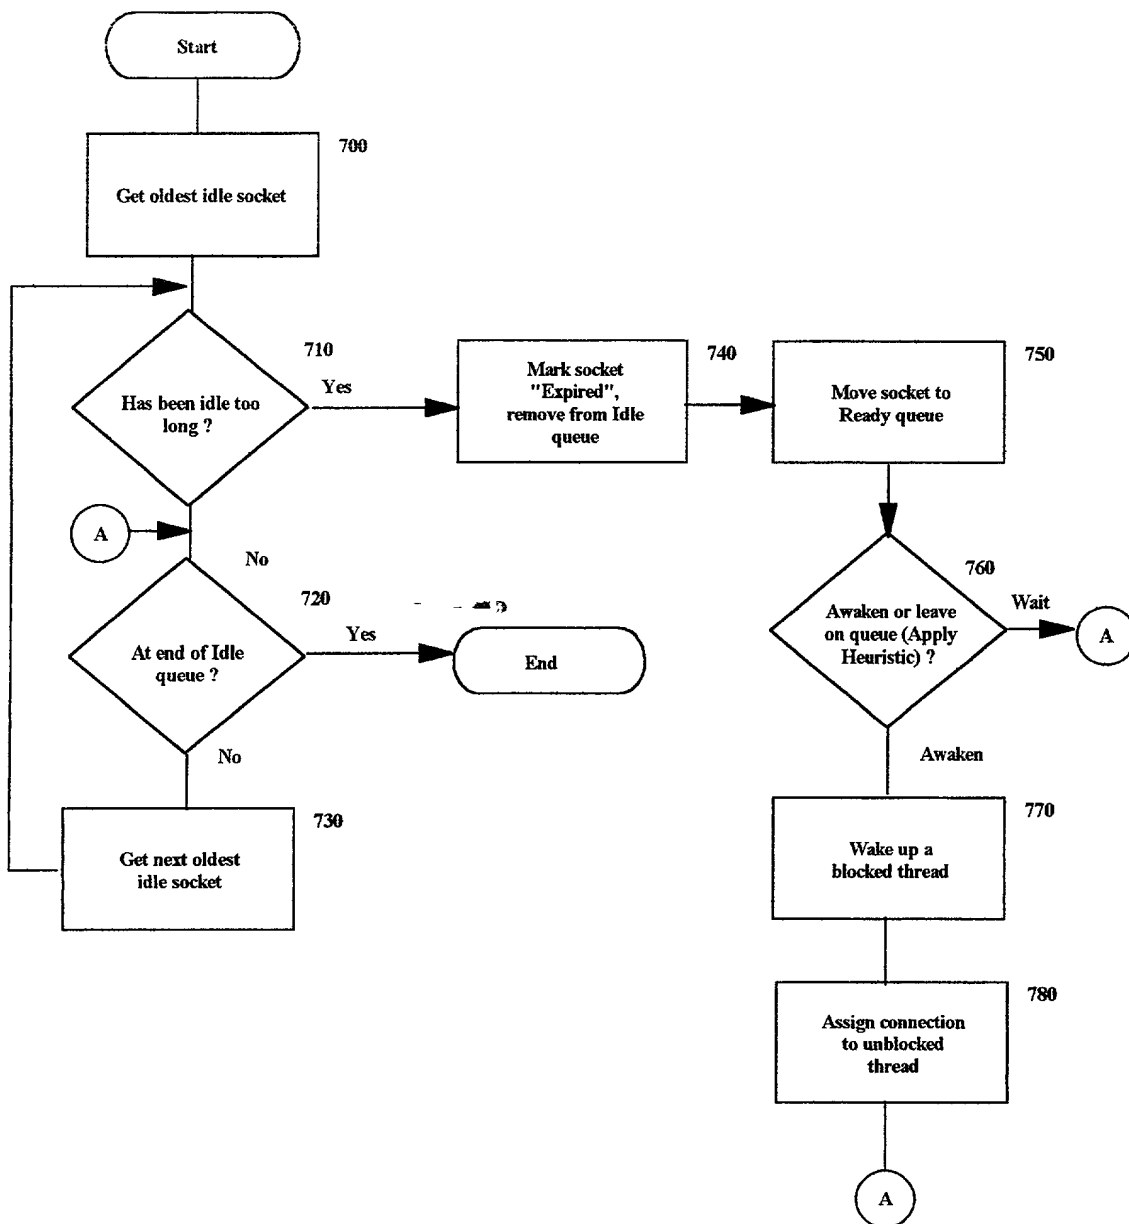 Start
700
Get oldest idle socket
710
Has been idle too
long ?
Yes
Mark socket
"Expired",
remove from Idle
queue
740
Move socket to
Ready queue
750
A
No
720
At end of Idle
queue ?
Yes
End
760
Awaken or leave
on queue (Apply
Heuristic) ?
Wait
A
No
Awaken
730
Get next oldest
idle socket
770
Wake up a
blocked thread
780
Assign connection
to unblocked
thread
A